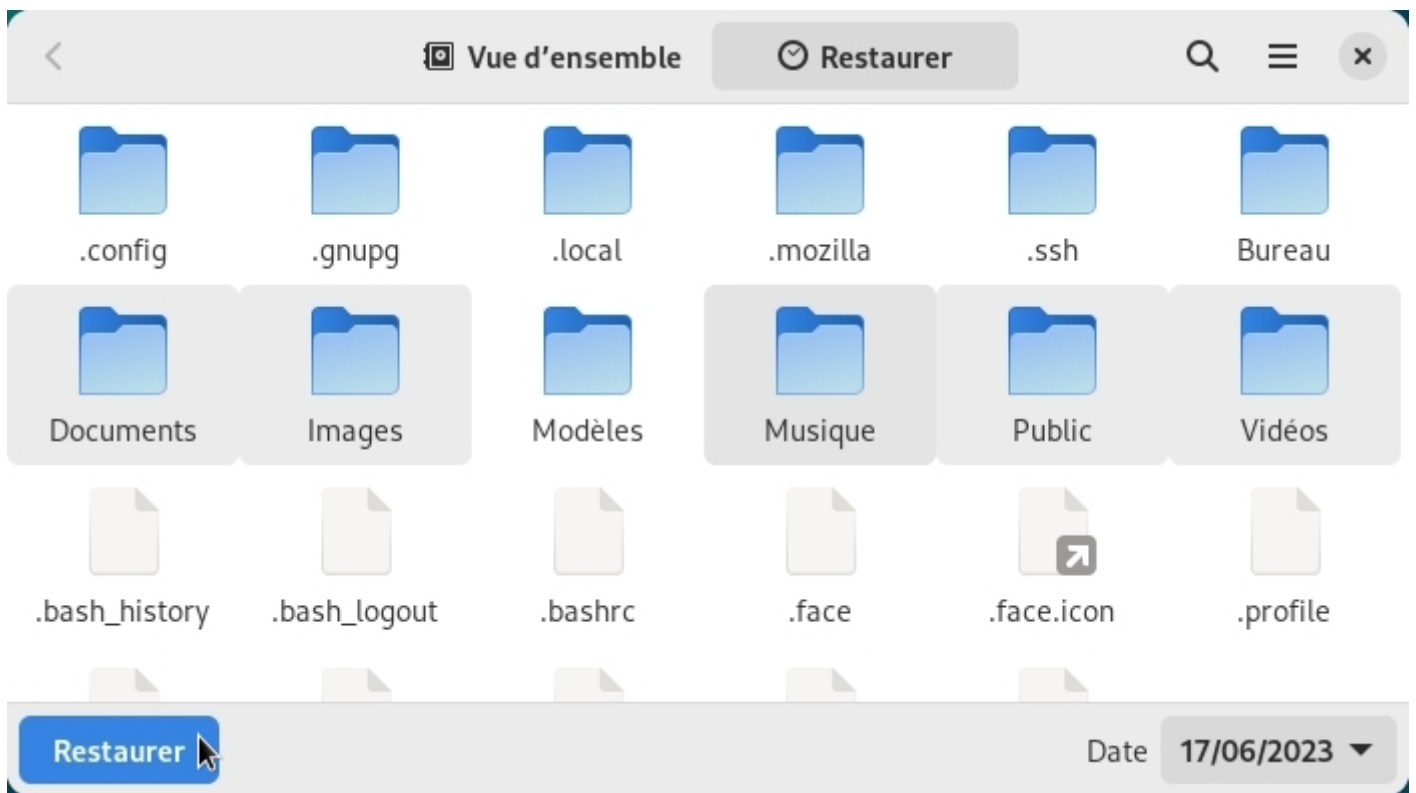 Vue d’ensemble Restaurer
.config .gnupg .local .mozilla .ssh Bureau
Documents Images Modèles Musique Public Vidéos
.bash_history .bash_logout .bashrc .face .face.icon .profile
Restaurer Date 17/06/2023